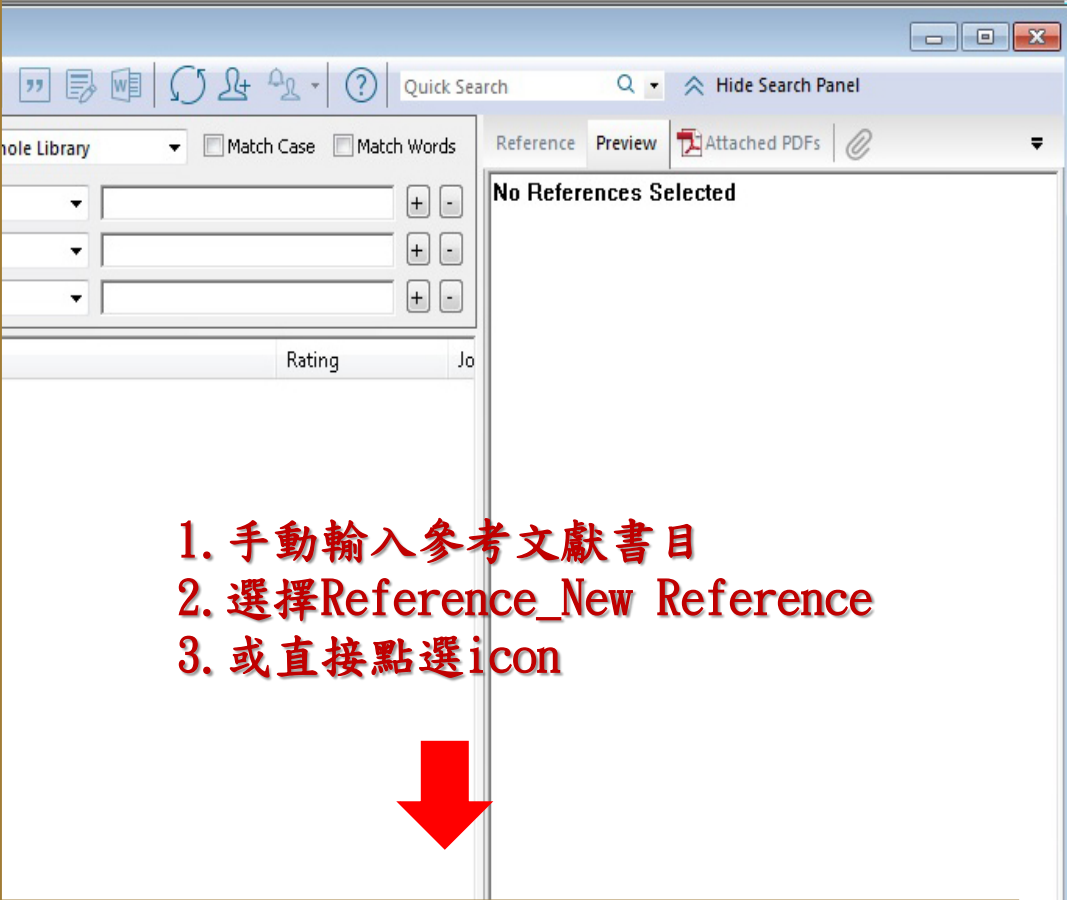 Quick Search
Hide Search Panel
hole Library
Match Case
Match Words
Reference
Preview
Attached PDFs
No References Selected
Rating
Jo
1.手動輸入參考文獻書目
2.選擇Reference_New Reference
3.或直接點選icon